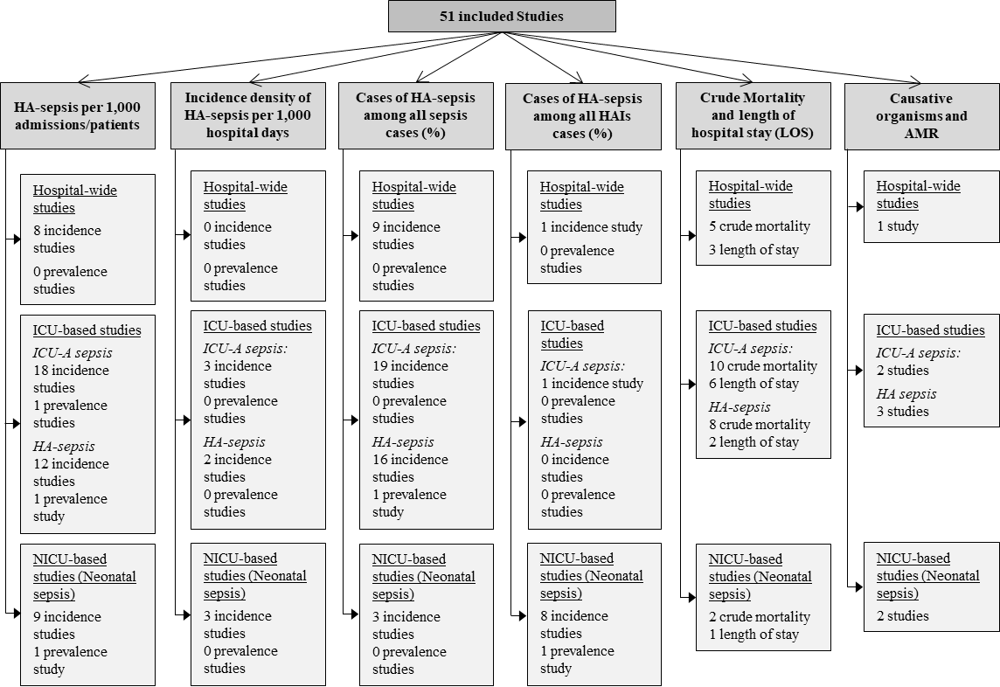 51 included Studies
HA-sepsis per 1,000
admissions/patients
Hospital-wide
studies
8 incidence
studies
0 prevalence
studies
ICU-based studies
ICU-A sepsis
18 incidence
studies
1 prevalence
studies
HA-sepsis
12 incidence
studies
1 prevalence
study
NICU-based
studies (Neonatal
sepsis)
9 incidence
studies
1 prevalence
study
Incidence density of
HA-sepsis per 1,000
hospital days
Hospital-wide
studies
0 incidence
studies
0 prevalence
studies
ICU-based studies
ICU-A sepsis:
3 incidence
studies
0 prevalence
studies
HA-sepsis
2 incidence
studies
0 prevalence
studies
NICU-based
studies (Neonatal
sepsis)
3 incidence
studies
0 prevalence
studies
Cases of HA-sepsis
among all sepsis
cases (%)
Hospital-wide
studies
9 incidence
studies
0 prevalence
studies
ICU-based studies
ICU-A sepsis:
19 incidence
studies
0 prevalence
studies
HA-sepsis
16 incidence
studies
1 prevalence
study
NICU-based
studies (Neonatal
sepsis)
3 incidence
studies
0 prevalence
studies
Cases of HA-sepsis
among all HAIs
cases (%)
Hospital-wide
studies
1 incidence study
0 prevalence
studies
ICU-based
studies
ICU-A sepsis:
1 incidence study
0 prevalence
studies
HA-sepsis
0 incidence
studies
0 prevalence
studies
NICU-based
studies (Neonatal
sepsis)
8 incidence
studies
1 prevalence
study
Crude Mortality
and length of
hospital stay (LOS)
Hospital-wide
studies
5 crude mortality
3 length of stay
ICU-based studies
ICU-A sepsis:
10 crude mortality
6 length of stay
HA-sepsis
8 crude mortality
2 length of stay
NICU-based
studies (Neonatal
sepsis)
2 crude mortality
1 length of stay
Causative
organisms and
AMR
Hospital-wide
studies
1 study
ICU-based studies
ICU-A sepsis:
2 studies
HA sepsis
3 studies
NICU-based
studies (Neonatal
sepsis)
2 studies